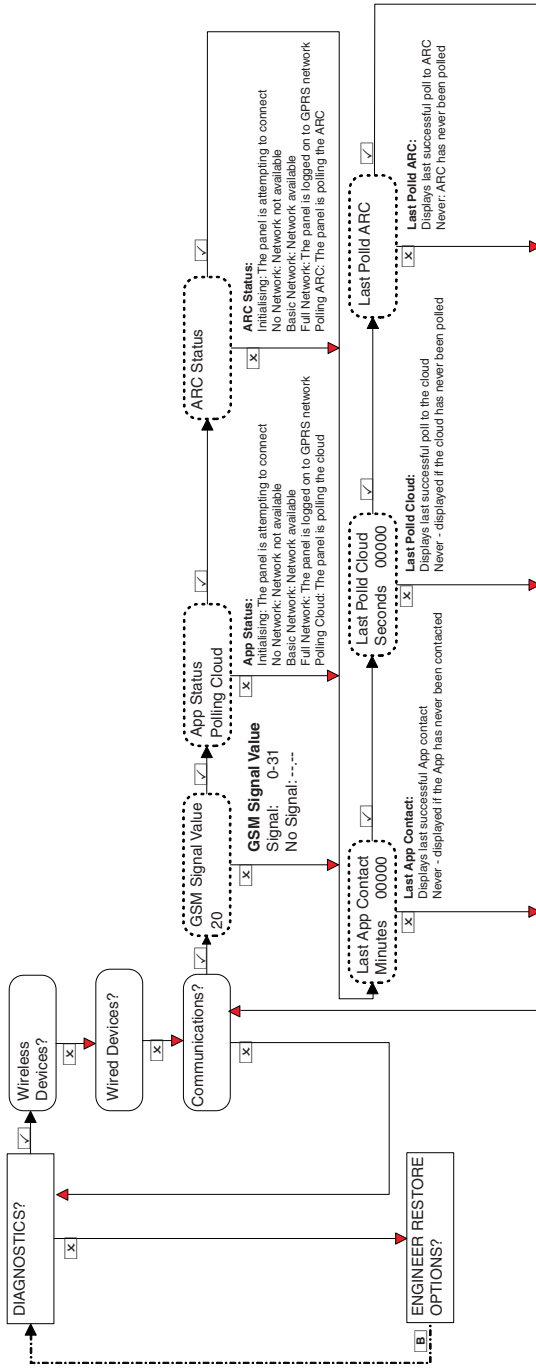 DIAGNOSTICS?
✓
Wireless
Devices?
x
Wired Devices?
x
Communications?
x
✓
GSM Signal Value
20
x
GSM Signal Value
Signal: 0-31
No Signal: --.--
✓
App Status
Polling Cloud
x
App Status:
Initialising: The panel is attempting to connect
No Network: Network not available
Basic Network: Network available
Full Network: The panel is logged on to GPRS network
Polling Cloud: The panel is polling the cloud
✓
ARC Status
x
ARC Status:
Initialising: The panel is attempting to connect
No Network: Network not available
Basic Network: Network available
Full Network: The panel is logged on to GPRS network
Polling ARC: The panel is polling the ARC
✓
Last App Contact
Minutes 00000
x
Last App Contact:
Displays last successful App contact
Never - displayed if the App has never been contacted
✓
Last Polld Cloud
Seconds 00000
x
Last Polld Cloud:
Displays last successful poll to the cloud
Never - displayed if the cloud has never been polled
✓
Last Polld ARC
x
Last Polld ARC:
Displays last successful poll to ARC
Never: ARC has never been polled
✓
x
ENGINEER RESTORE
OPTIONS?
B